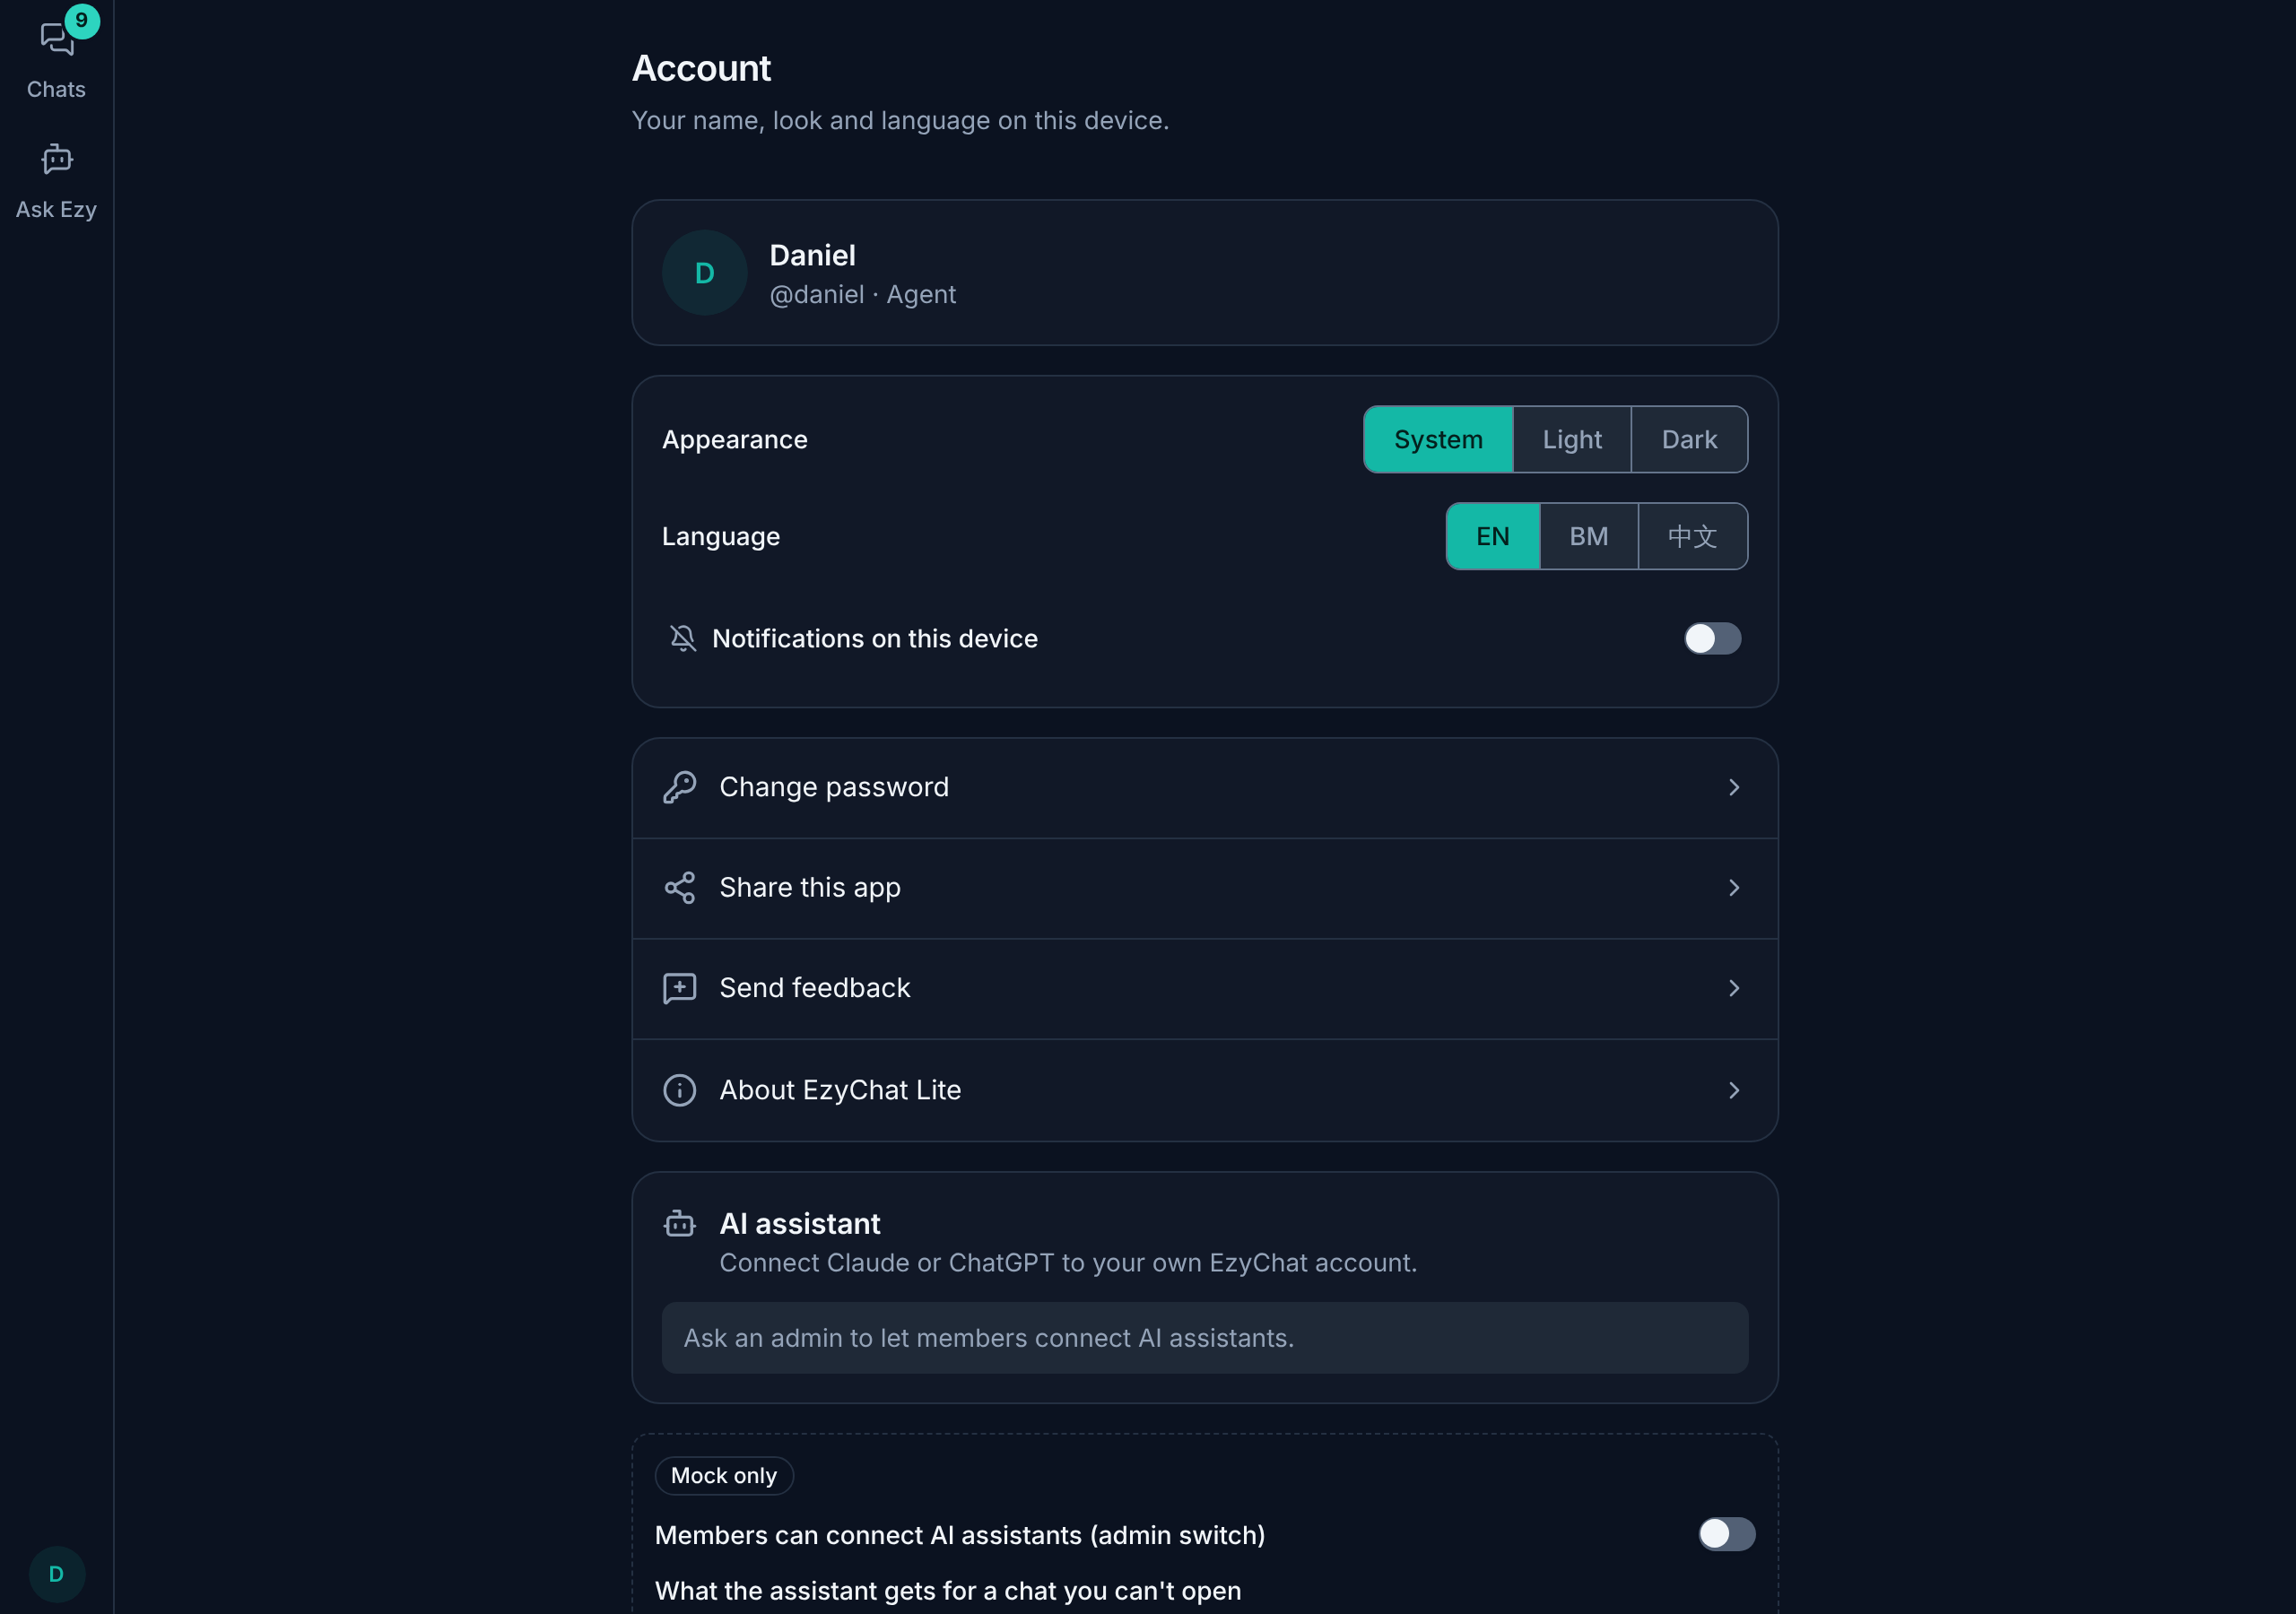 9
Chats
Ask Ezy
Account
Your name, look and language on this device.
D
Daniel
@daniel · Agent
Appearance
System Light Dark
Language
EN BM 中文
Notifications on this device
Change password
Share this app
Send feedback
About EzyChat Lite
AI assistant
Connect Claude or ChatGPT to your own EzyChat account.
Ask an admin to let members connect AI assistants.
Mock only
Members can connect AI assistants (admin switch)
What the assistant gets for a chat you can't open
D